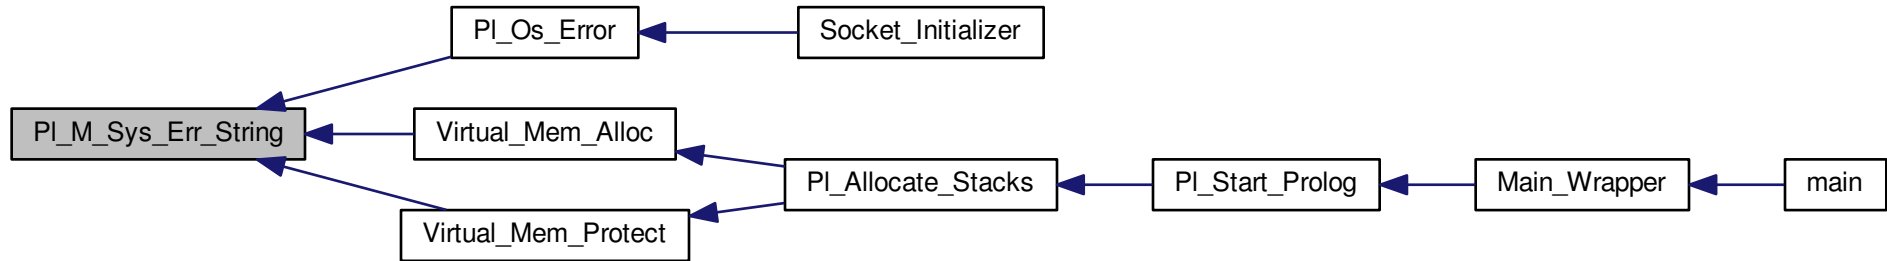 Pl_Os_Error
Socket_Initializer
Pl_M_Sys_Err_String
Virtual_Mem_Alloc
Pl_Allocate_Stacks
Pl_Start_Prolog
Main_Wrapper
main
Virtual_Mem_Protect